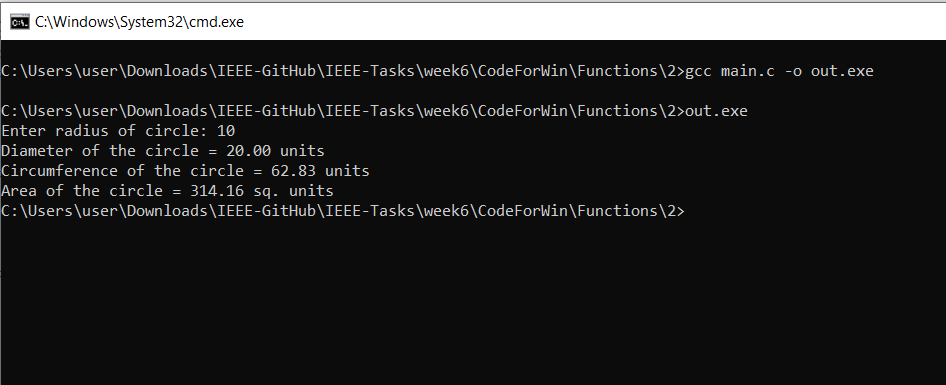 C:\Windows\System32\cmd.exe
C:\Users\user\Downloads\IEEE-GitHub\IEEE-Tasks\week6\CodeForWin\Functions\2>gcc main.c -o out.exe
C:\Users\user\Downloads\IEEE-GitHub\IEEE-Tasks\week6\CodeForWin\Functions\2>out.exe
Enter radius of circle: 10
Diameter of the circle = 20.00 units
Circumference of the circle = 62.83 units
Area of the circle = 314.16 sq. units
C:\Users\user\Downloads\IEEE-GitHub\IEEE-Tasks\week6\CodeForWin\Functions\2>